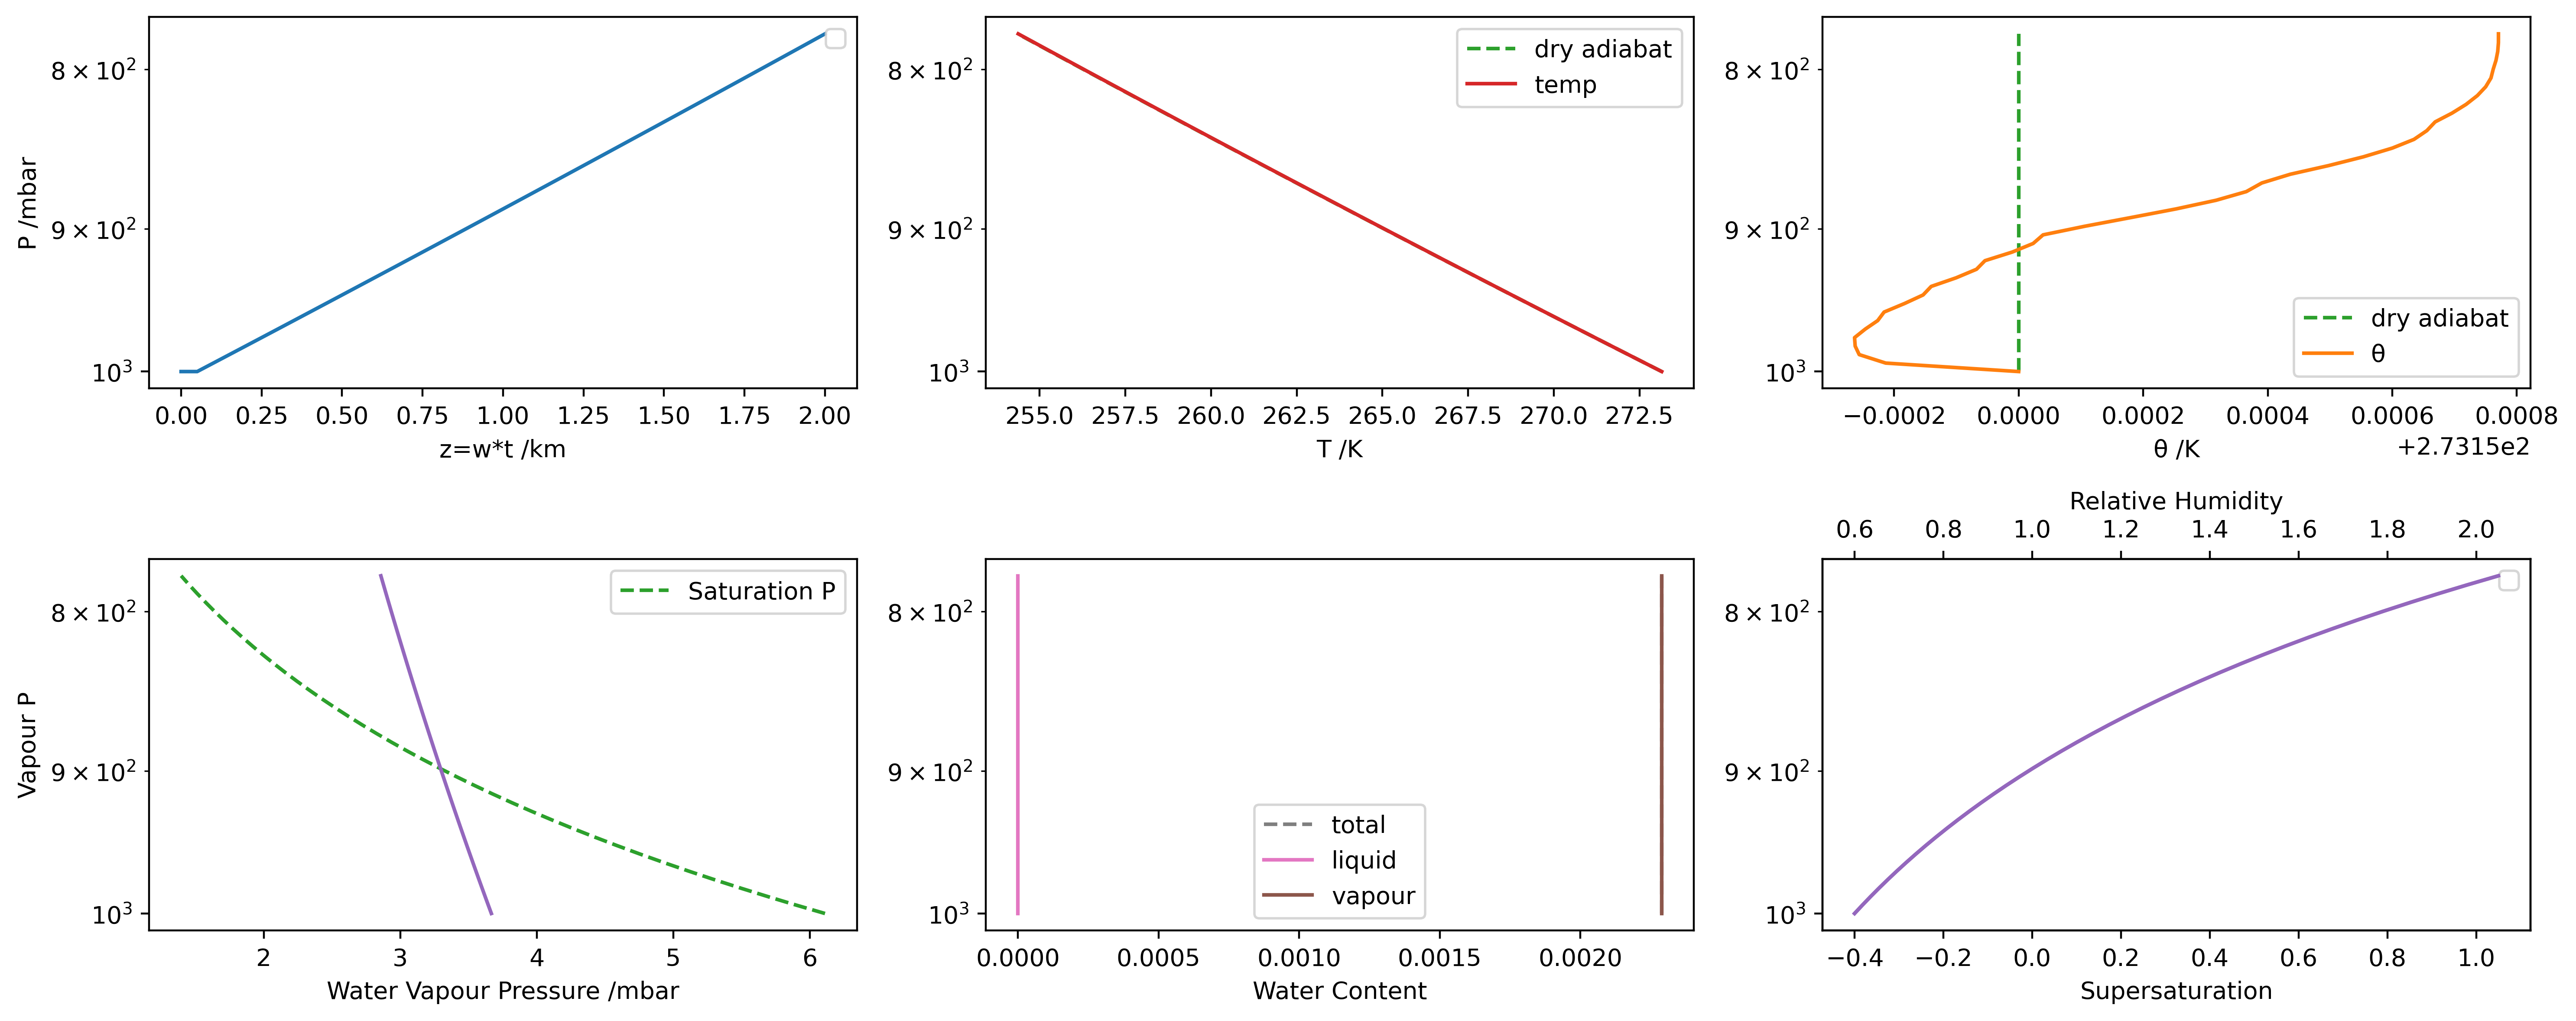 P /mbar
8 × 10²
9 × 10²
10³
0.00 0.25 0.50 0.75 1.00 1.25 1.50 1.75 2.00
z=w*t /km
8 × 10²
9 × 10²
10³
dry adiabat
temp
255.0 257.5 260.0 262.5 265.0 267.5 270.0 272.5
T /K
8 × 10²
9 × 10²
10³
dry adiabat
θ
−0.0002 0.0000 0.0002 0.0004 0.0006 0.0008
θ /K
+2.7315e2
Vapour P
8 × 10²
9 × 10²
10³
Saturation P
2 3 4 5 6
Water Vapour Pressure /mbar
8 × 10²
9 × 10²
10³
total
liquid
vapour
0.0000 0.0005 0.0010 0.0015 0.0020
Water Content
Relative Humidity
0.6 0.8 1.0 1.2 1.4 1.6 1.8 2.0
8 × 10²
9 × 10²
10³
−0.4 −0.2 0.0 0.2 0.4 0.6 0.8 1.0
Supersaturation